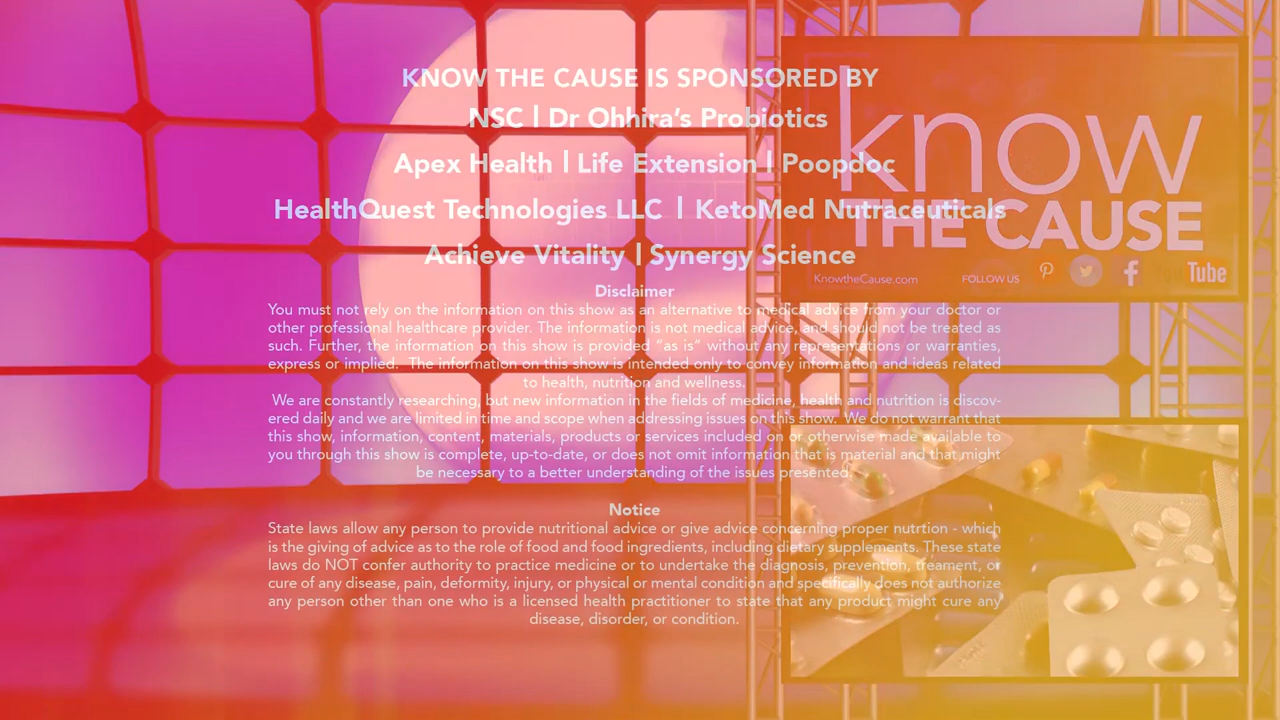 KNOW THE CAUSE IS SPONSORED BY
NSC | Dr Ohhira's Probiotics
Apex Health | Life Extension | Poopdoc
HealthQuest Technologies LLC | KetoMed Nutraceuticals
Achieve Vitality | Synergy Science
know
THE CAUSE
KnowtheCause.com
FOLLOW US
Tube
Disclaimer
You must not rely on the information on this show as an alternative to medical advice from your doctor or
other professional healthcare provider. The information is not medical advice, and should not be treated as
such. Further, the information on this show is provided "as is" without any representations or warranties,
express or implied. The information on this show is intended only to convey information and ideas related
to health, nutrition and wellness.
We are constantly researching, but new information in the fields of medicine, health and nutrition is discov-
ered daily and we are limited in time and scope when addressing issues on this show. We do not warrant that
this show, information, content, materials, products or services included on or otherwise made available to
you through this show is complete, up-to-date, or does not omit information that is material and that might
be necessary to a better understanding of the issues presented.
Notice
State laws allow any person to provide nutritional advice or give advice concerning proper nutrtion - which
is the giving of advice as to the role of food and food ingredients, including dietary supplements. These state
laws do NOT confer authority to practice medicine or to undertake the diagnosis, prevention, treament, or
cure of any disease, pain, deformity, injury, or physical or mental condition and specifically does not authorize
any person other than one who is a licensed health practitioner to state that any product might cure any
disease, disorder, or condition.